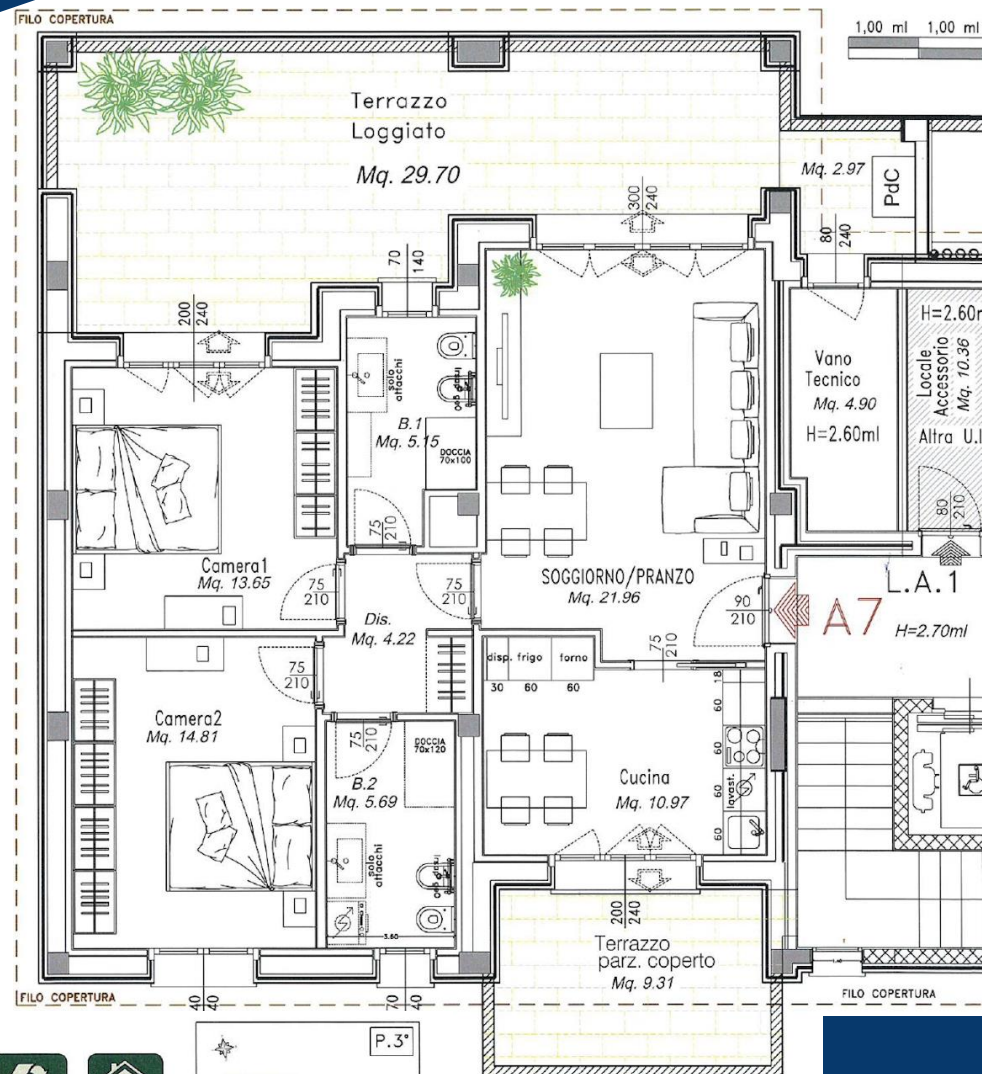 FILO COPERTURA
1,00 ml 1,00 ml
Terrazzo
Loggiato
Mq. 29.70
Mq. 2.97
PdC
300
240
80
240
70
140
200
240
H=2.60m
Locale
Accessorio
Mq. 10.36
Altra U.I
80
210
Vano
Tecnico
Mq. 4.90
H=2.60ml
solo
attacchi
B.1
Mq. 5.15
DOCCIA
70x100
75
210
Camera1
Mq. 13.65
75
210
75
210
SOGGIORNO/PRANZO
Mq. 21.96
90
210
A7
L.A.1
H=2.70ml
Dis.
Mq. 4.22
75
210
75
210
disp. frigo forno
30 60 60
18
60
60
60
60
lavast.
Camera2
Mq. 14.81
75
210
DOCCIA
70x120
B.2
Mq. 5.69
solo
attacchi
3.60
Cucina
Mq. 10.97
200
240
Terrazzo
parz. coperto
Mq. 9.31
FILO COPERTURA
40
40
70
40
FILO COPERTURA
P.3°